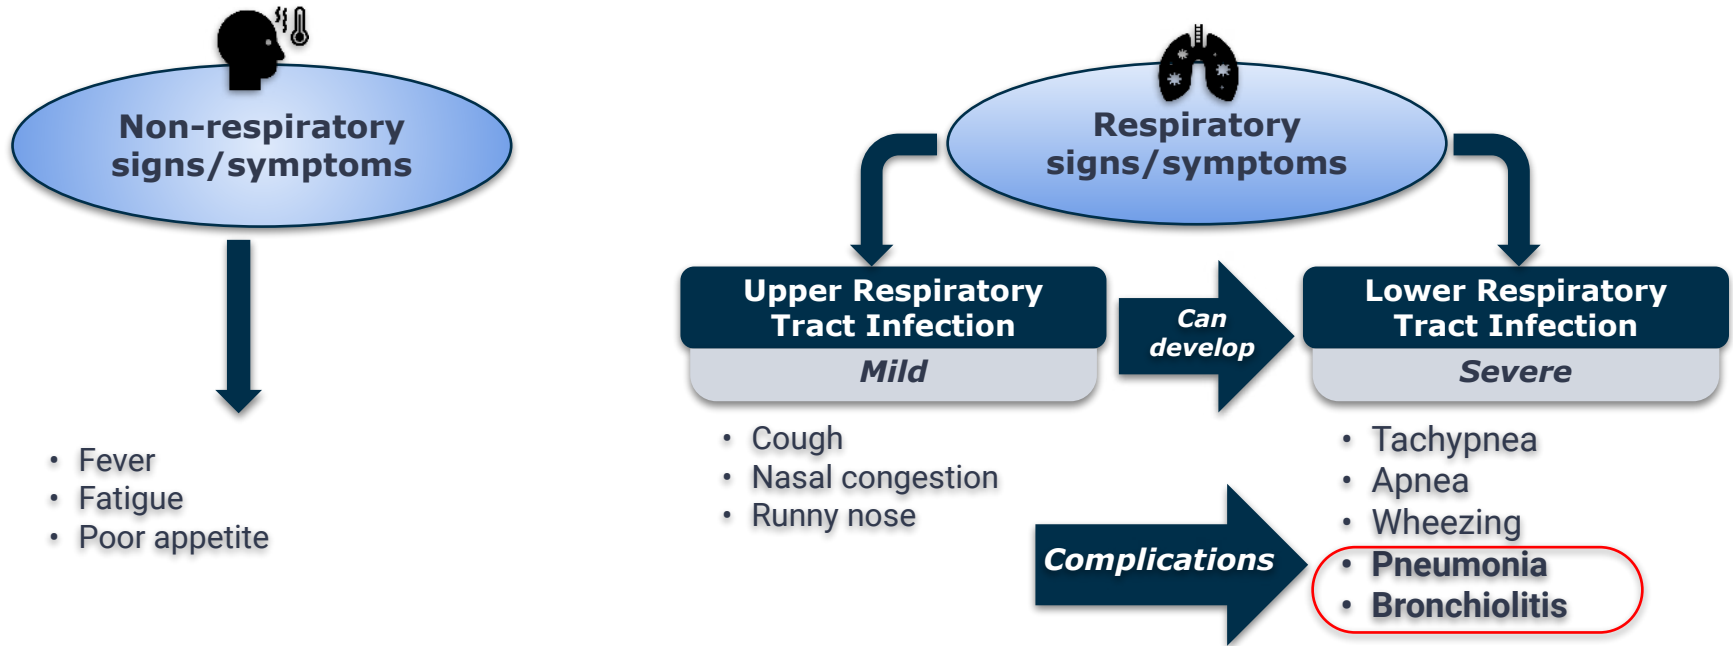 Non-respiratory
signs/symptoms
• Fever
• Fatigue
• Poor appetite
Respiratory
signs/symptoms
Upper Respiratory
Tract Infection
Mild
• Cough
• Nasal congestion
• Runny nose
Can
develop
Lower Respiratory
Tract Infection
Severe
• Tachypnea
• Apnea
• Wheezing
• Pneumonia
• Bronchiolitis
Complications